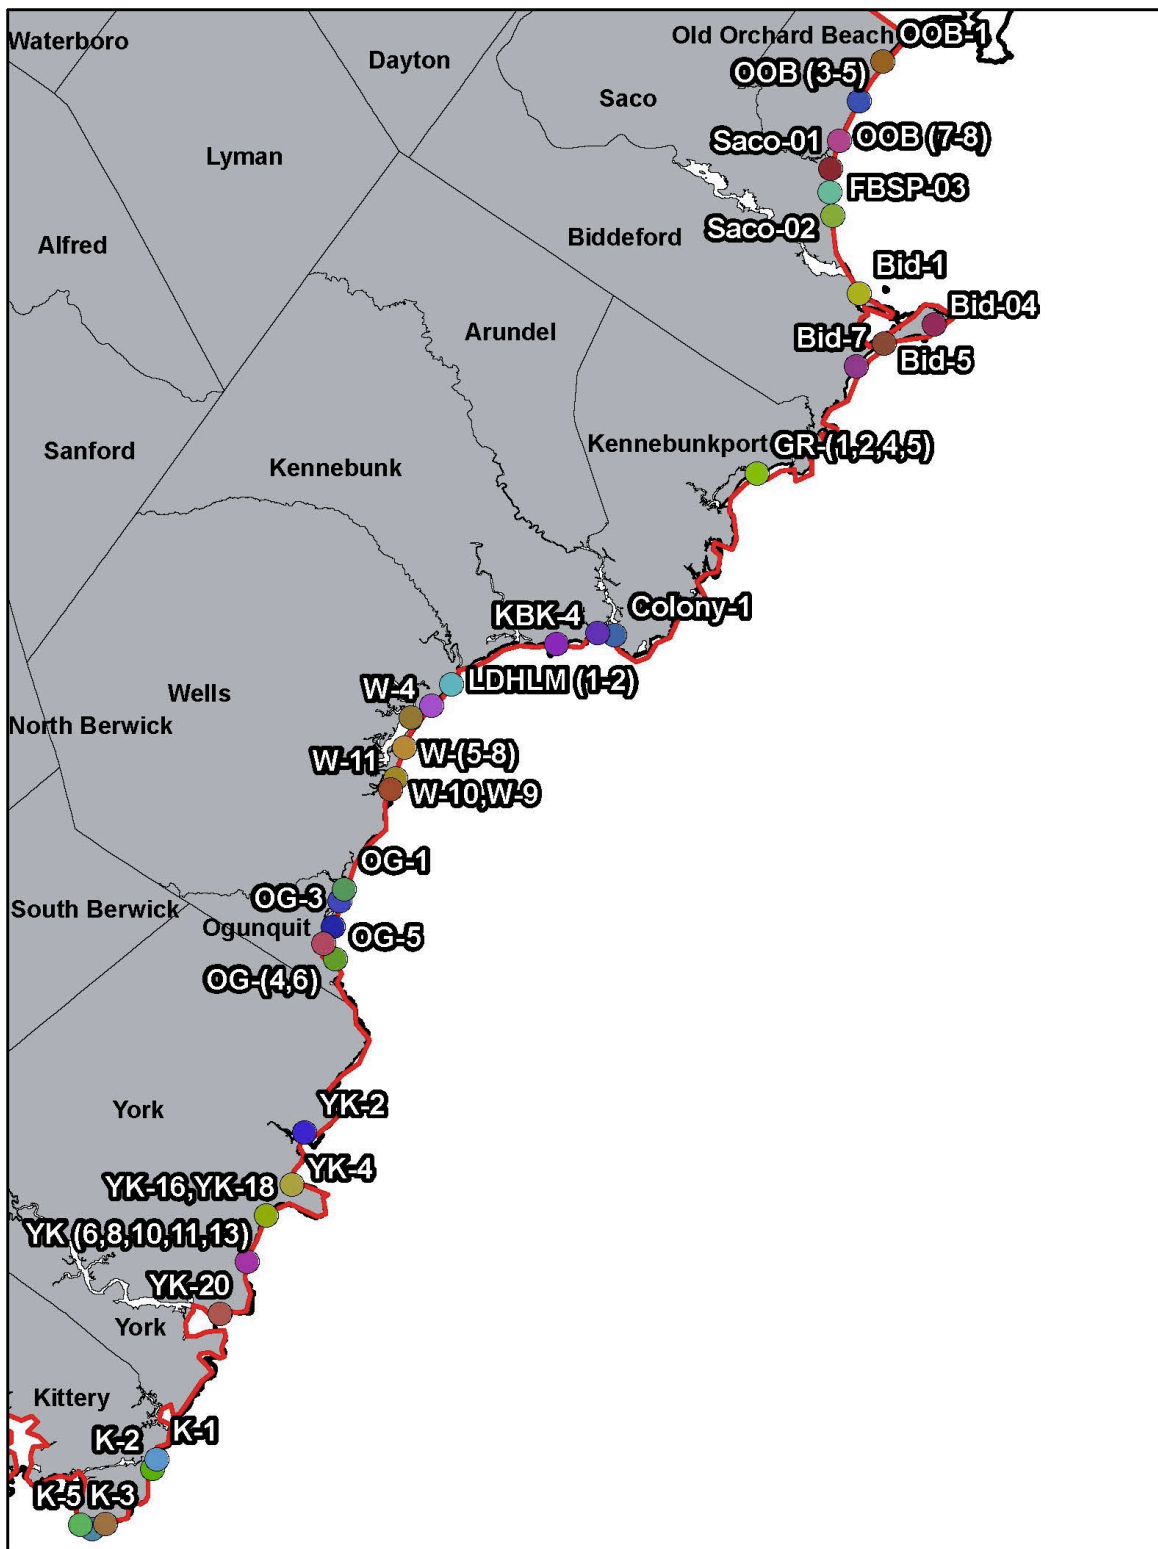 Waterboro
Dayton
Old Orchard Beach
OOB-1
OOB (3-5)
Saco
Lyman
Saco-01
OOB (7-8)
FBSP-03
Saco-02
Alfred
Biddeford
Bid-1
Bid-04
Arundel
Bid-7
Bid-5
Sanford
Kennebunk
Kennebunkport
GR-(1,2,4,5)
KBK-4
Colony-1
LDHLM (1-2)
Wells
W-4
North Berwick
W-11
W-(5-8)
W-10,W-9
OG-1
OG-3
South Berwick
Ogunquit
OG-5
OG-(4,6)
York
YK-2
YK-4
YK-16,YK-18
YK (6,8,10,11,13)
YK-20
York
Kittery
K-1
K-2
K-5
K-3